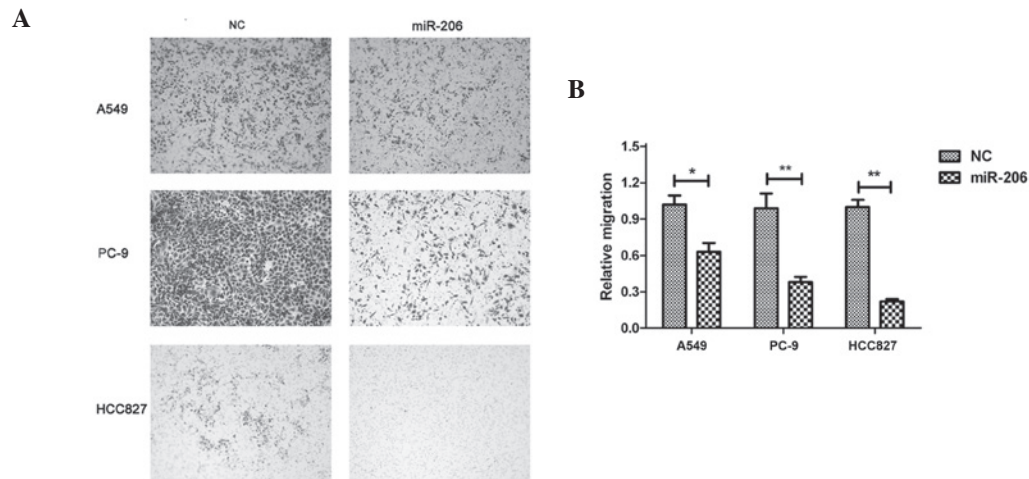 A
NC
miR-206
A549
PC-9
HCC827
B
1.5
1.2
0.9
0.6
0.3
0.0
Relative migration
*
**
**
A549
PC-9
HCC827
NC
miR-206